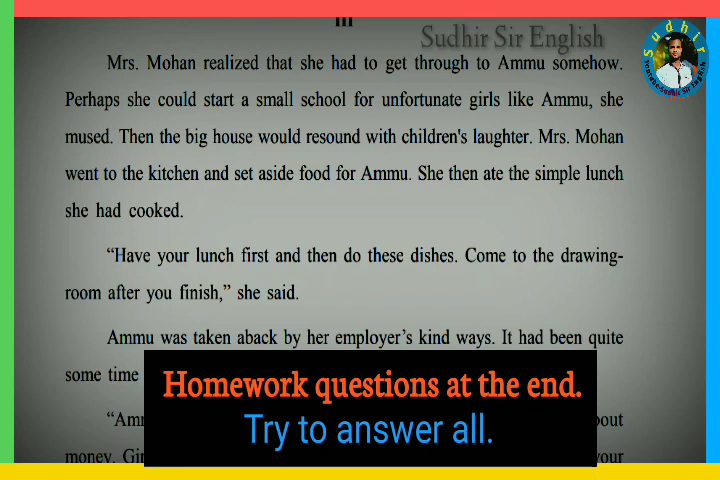 III
Sudhir Sir English
Sudhir
Youtube-Sudhir Sir English
Mrs. Mohan realized that she had to get through to Ammu somehow.
Perhaps she could start a small school for unfortunate girls like Ammu, she
mused. Then the big house would resound with children's laughter. Mrs. Mohan
went to the kitchen and set aside food for Ammu. She then ate the simple lunch
she had cooked.
“Have your lunch first and then do these dishes. Come to the drawing-
room after you finish,” she said.
Ammu was taken aback by her employer’s kind ways. It had been quite
some time
Homework questions at the end.
Try to answer all.
money.
your